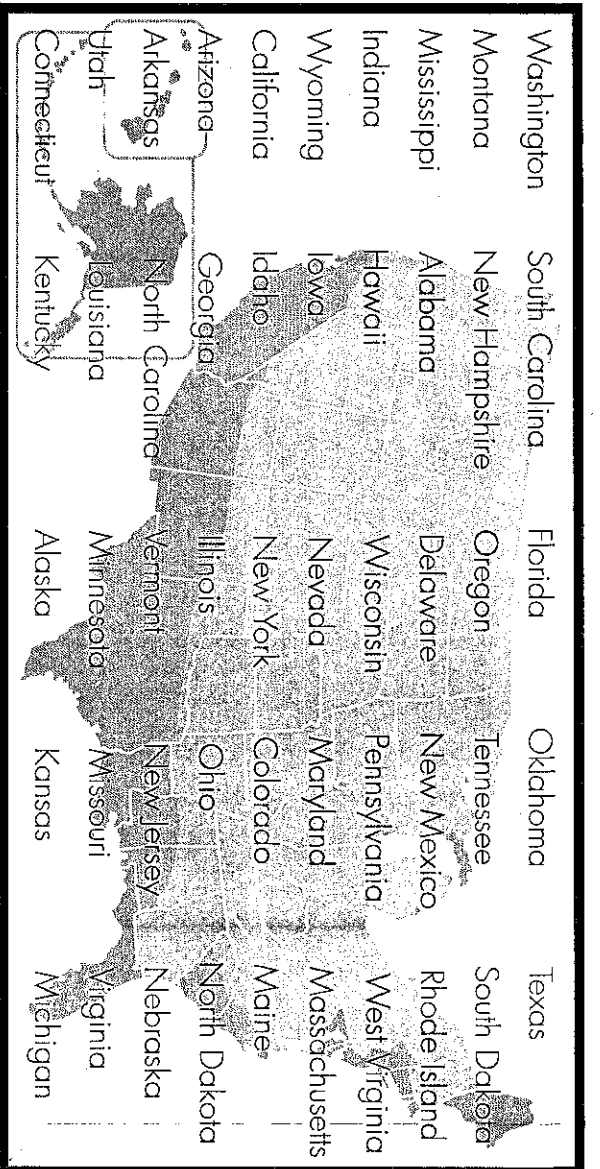 Washington South Carolina Florida Oklahoma Texas
Montana New Hampshire Oregon Tennessee South Dakota
Mississippi Alabama Delaware New Mexico Rhode Island
Indiana Hawaii Wisconsin Pennsylvania West Virginia
Wyoming Iowa Nevada Maryland Massachusetts
California Idaho New York Colorado Maine
Arizona Georgia Illinois Ohio North Dakota
Arkansas North Carolina Vermont New Jersey Nebraska
Utah Louisiana Minnesota Missouri Virginia
Connecticut Kentucky Alaska Kansas Michigan